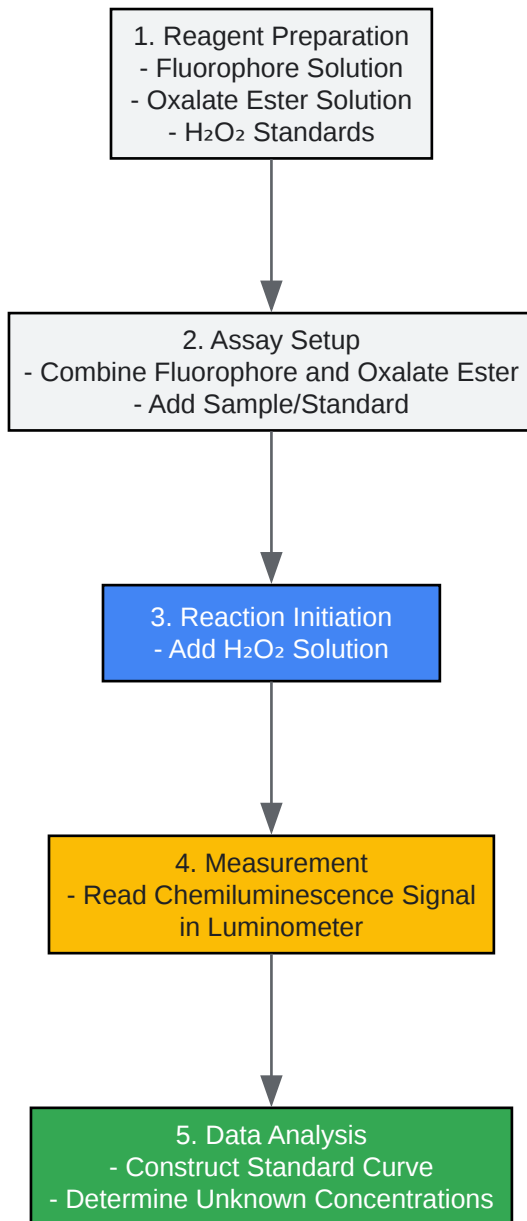 1. Reagent Preparation
- Fluorophore Solution
- Oxalate Ester Solution
- H₂O₂ Standards
2. Assay Setup
- Combine Fluorophore and Oxalate Ester
- Add Sample/Standard
3. Reaction Initiation
- Add H₂O₂ Solution
4. Measurement
- Read Chemiluminescence Signal
in Luminometer
5. Data Analysis
- Construct Standard Curve
- Determine Unknown Concentrations